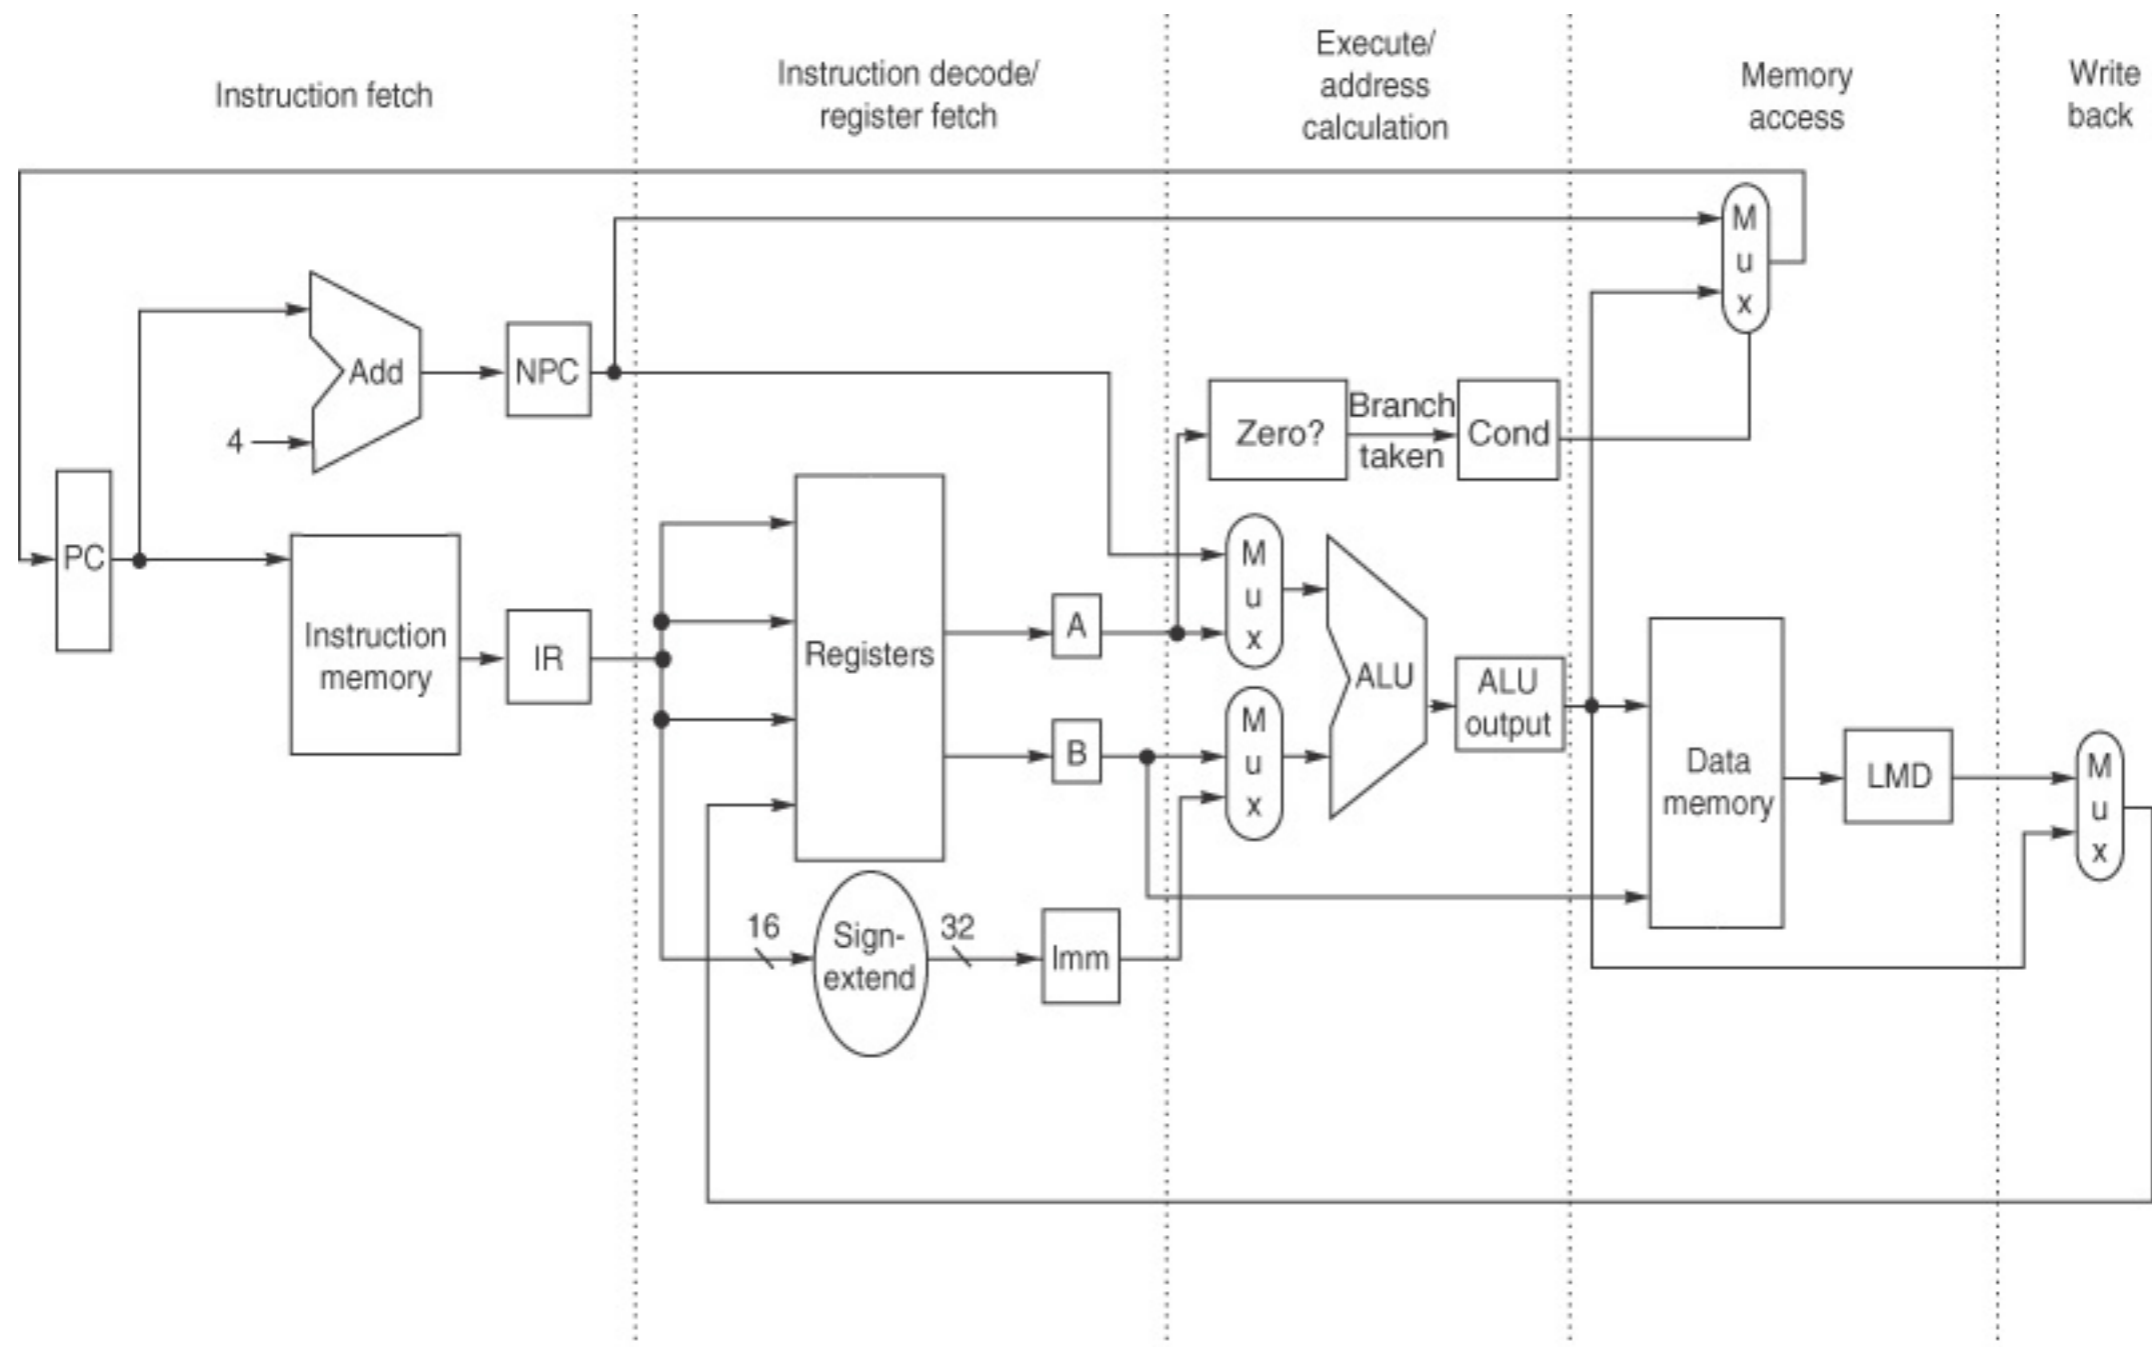 Instruction fetch
Instruction decode/
register fetch
Execute/
address
calculation
Memory
access
Write
back
M
u
x
Add
NPC
4
Branch
Zero?
Cond
taken
PC
Instruction
memory
IR
Registers
A
B
M
u
x
M
u
x
ALU
ALU
output
Data
memory
LMD
M
u
x
16
Sign-
extend
32
Imm